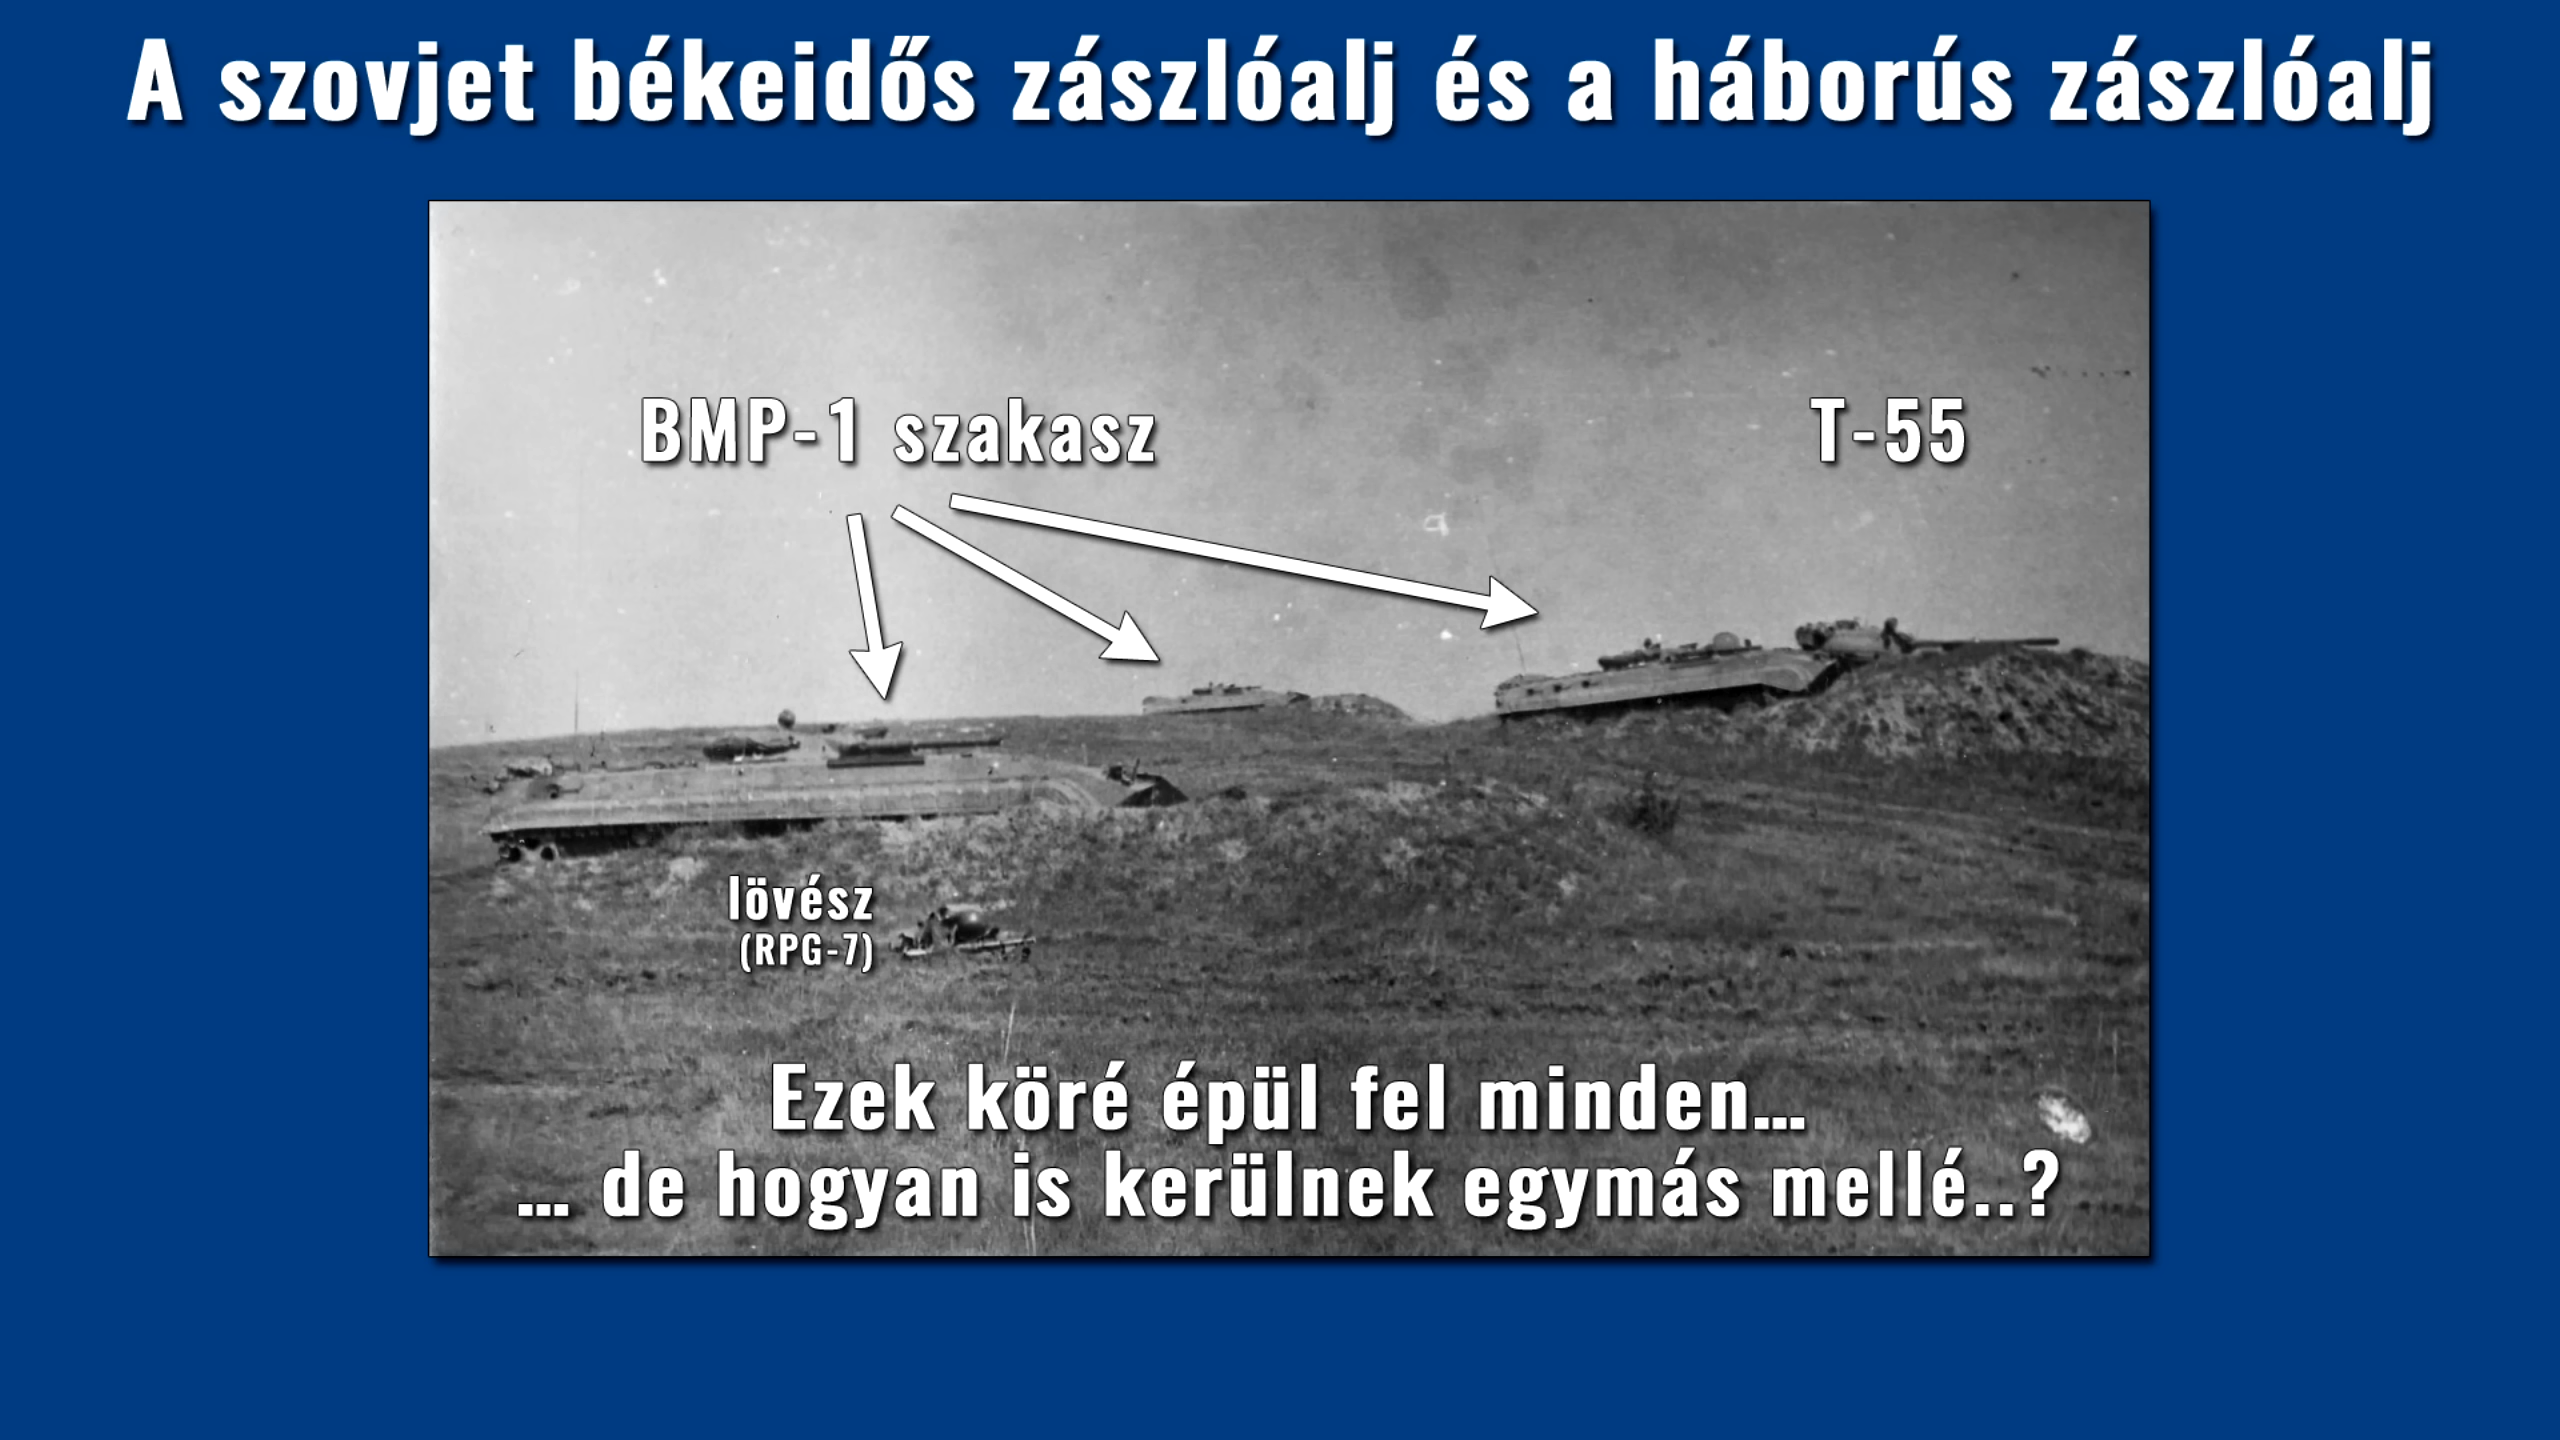 A szovjet békeidős zászlóalj és a háborús zászlóalj
BMP-1 szakasz
T-55
lövész
(RPG-7)
Ezek köré épül fel minden...
... de hogyan is kerülnek egymás mellé..?